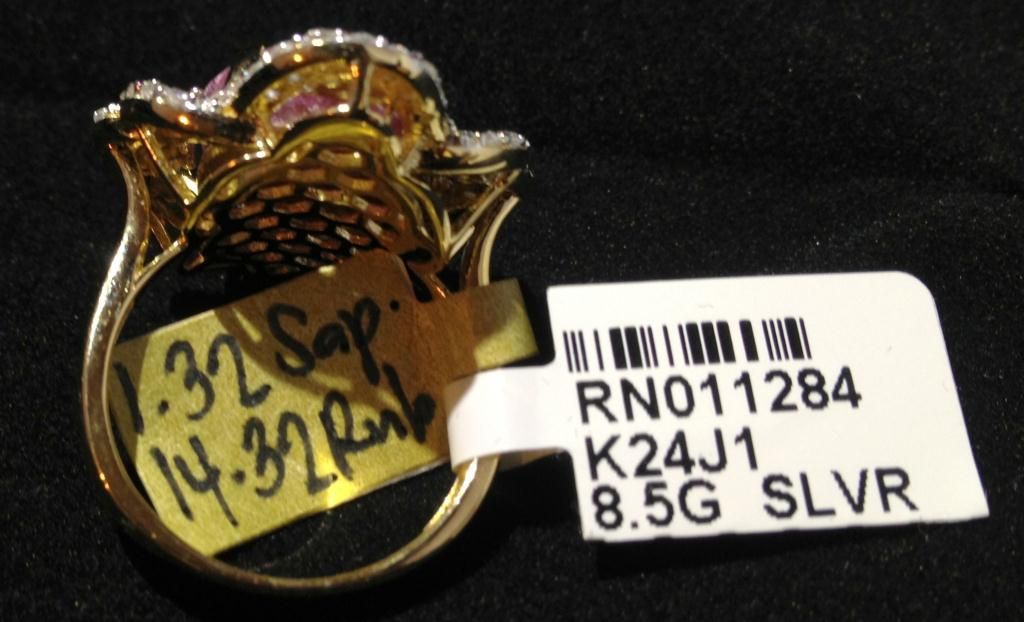 1.32 Sap.
14.32 Rub
RN011284
K24J1
8.5G SLVR